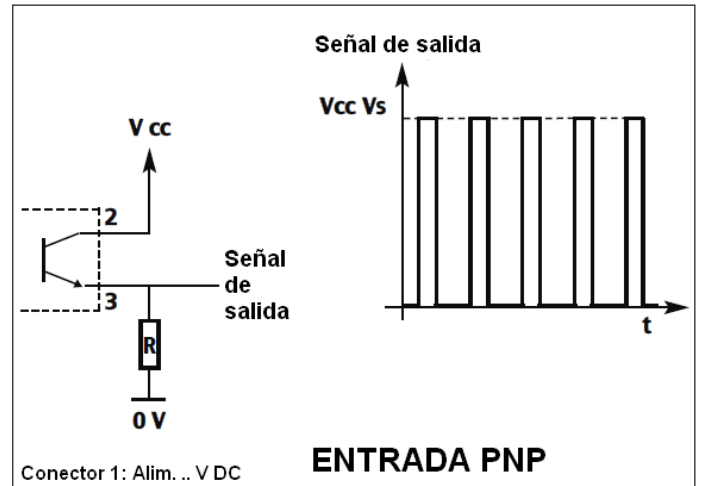 Señal de salida
Vcc Vs
V cc
2
3
Señal
de
salida
R
0 V
t
Conector 1: Alim. .. V DC
ENTRADA PNP